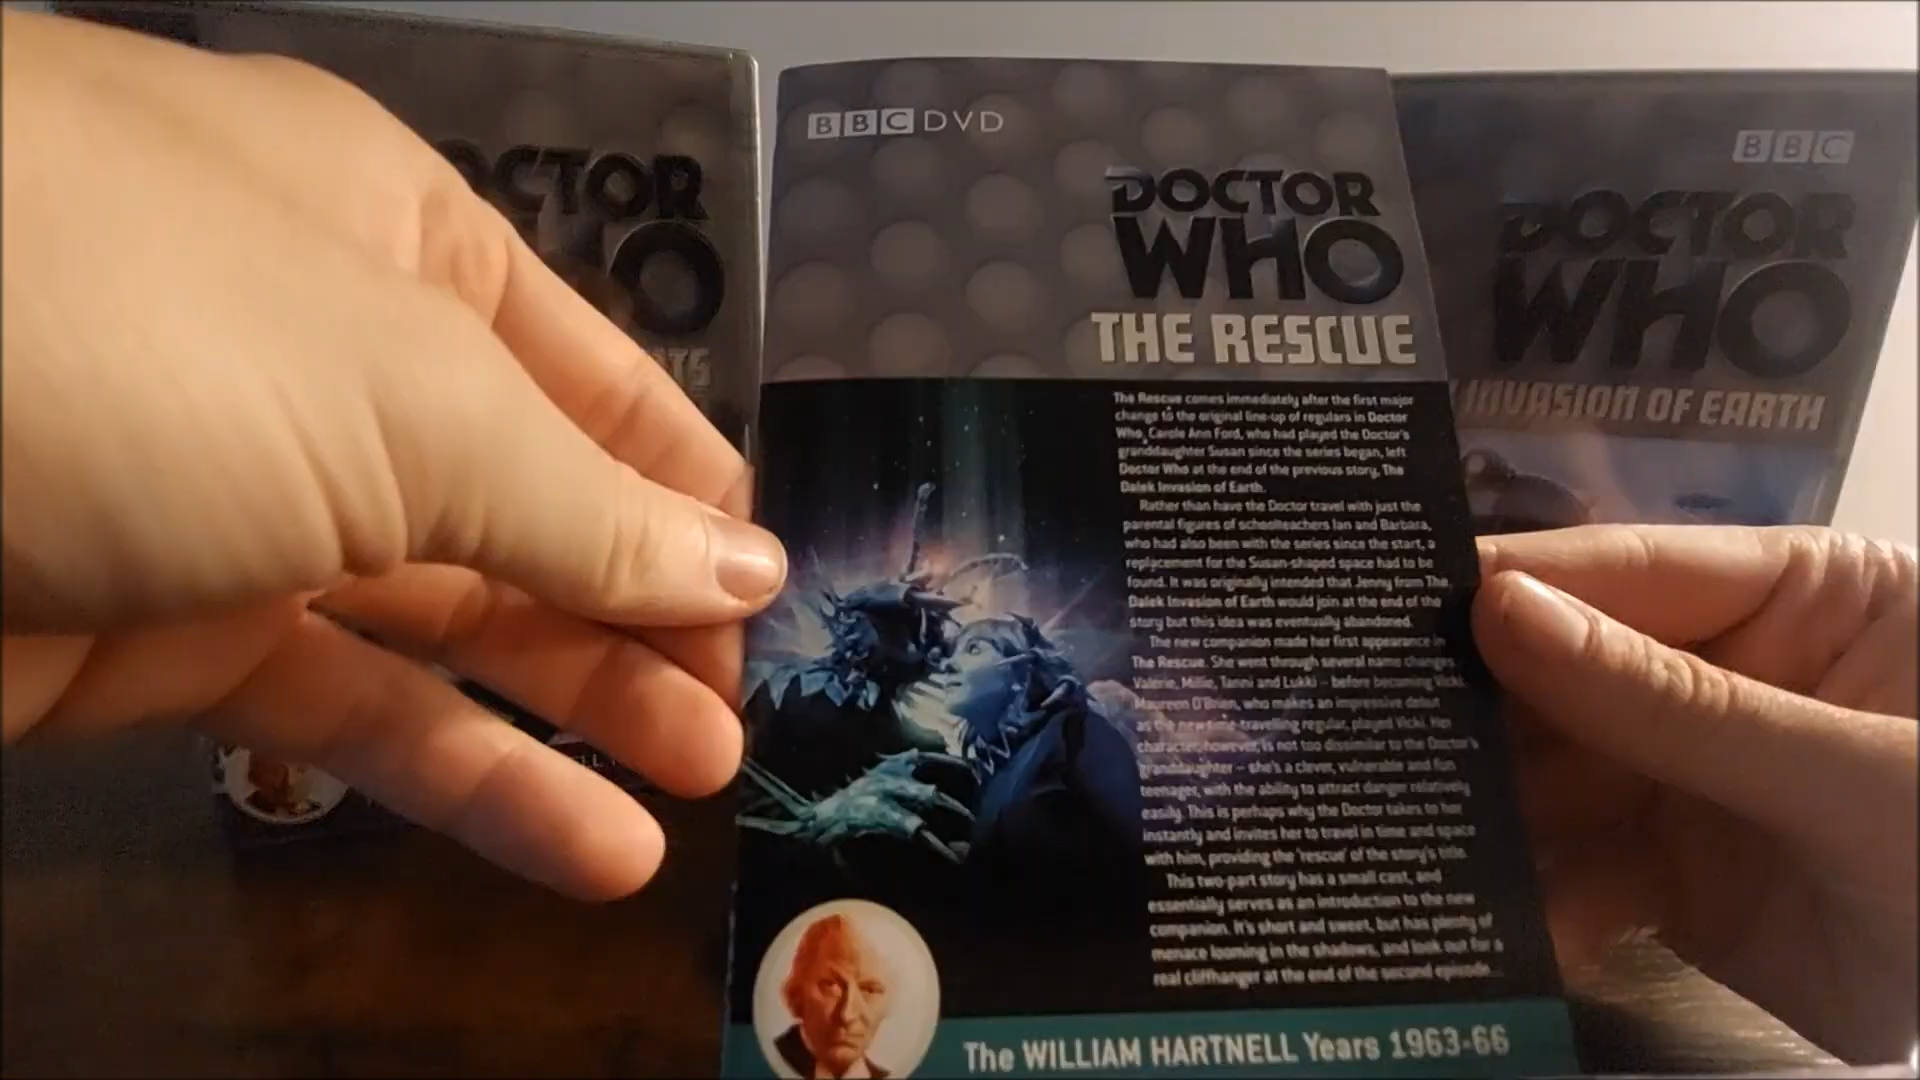 OCTOR
HO
NTS
BBC DVD
DOCTOR
WHO
THE RESCUE
The Rescue comes immediately after the first major
change to the original line-up of regulars in Doctor
Who. Carole Ann Ford, who had played the Doctor's
granddaughter Susan since the series began, left
Doctor Who at the end of the previous story, The
Dalek Invasion of Earth.
Rather than have the Doctor travel with just the
parental figures of schoolteachers Ian and Barbara,
who had also been with the series since the start, a
replacement for the Susan-shaped space had to be
found. It was originally intended that Jenny from The
Dalek Invasion of Earth would join at the end of the
story but this idea was eventually abandoned.
The new companion made her first appearance in
The Rescue. She went through several name changes –
Valerie, Millie, Tanni and Lukki – before becoming Vicki.
Maureen O'Brien, who makes an impressive debut
as the new time-travelling regular, played Vicki. Her
character, however, is not too dissimilar to the Doctor's
granddaughter – she's a clever, vulnerable and fun
teenager, with the ability to attract danger relatively
easily. This is perhaps why the Doctor takes to her
instantly and invites her to travel in time and space
with him, providing the 'rescue' of the story's title.
This two-part story has a small cast, and
essentially serves as an introduction to the new
companion. It's short and sweet, but has plenty of
menace looming in the shadows, and look out for a
real cliffhanger at the end of the second episode...
The WILLIAM HARTNELL Years 1963-66
BBC
DOCTOR
WHO
INVASION OF EARTH